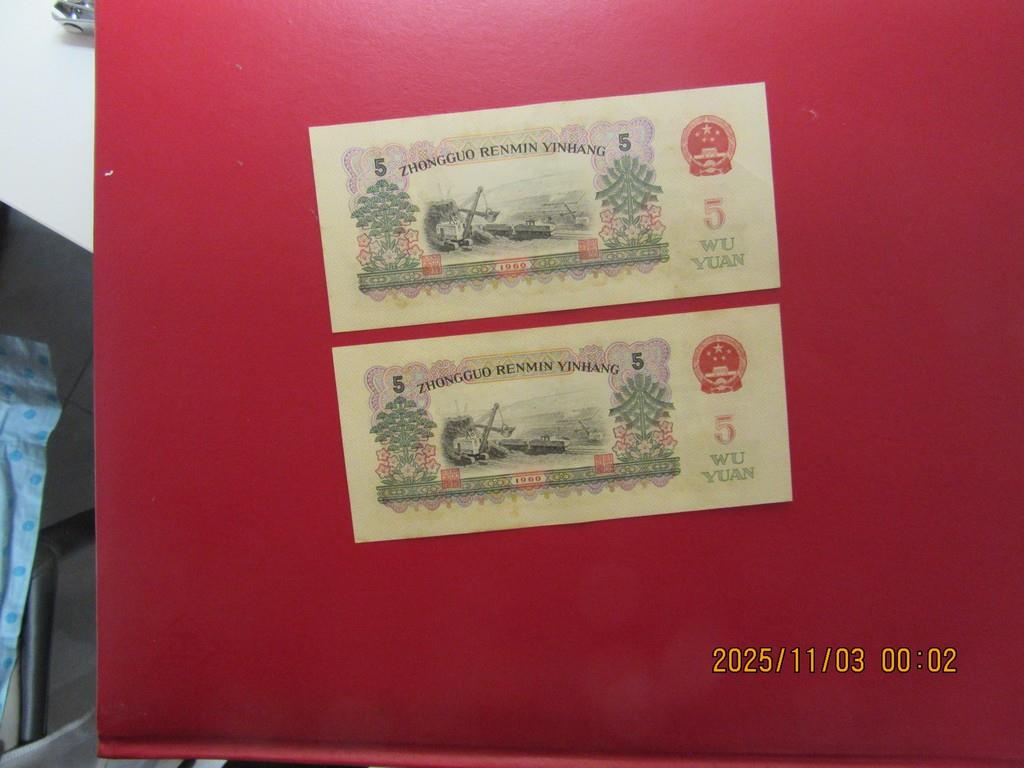 5 ZHONGGUO RENMIN YINHANG 5
5
WU
YUAN
1960
5 ZHONGGUO RENMIN YINHANG 5
5
WU
YUAN
1960
2025/11/03 00:02